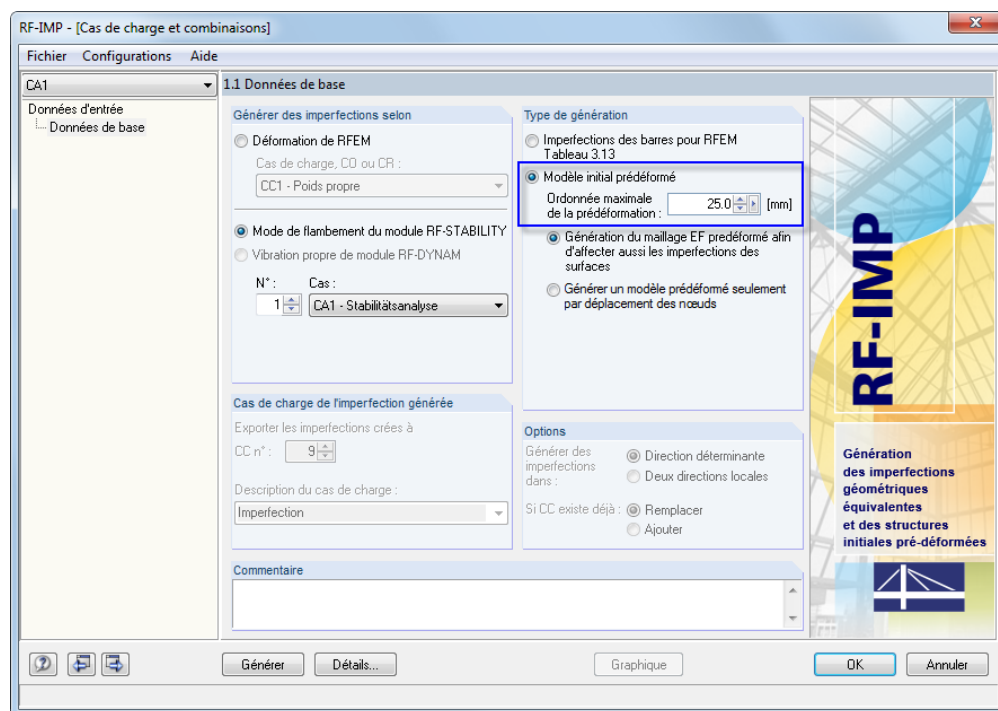 RF-IMP - [Cas de charge et combinaisons]
Fichier Configurations Aide
CA1
Données d'entrée
Données de base
1.1 Données de base
Générer des imperfections selon
Déformation de RFEM
Cas de charge, CO ou CR :
CC1 - Poids propre
Mode de flambement du module RF-STABILITY
Vibration propre de module RF-DYNAM
N° : Cas :
1 CA1 - Stabilitätsanalyse
Cas de charge de l'imperfection générée
Exporter les imperfections crées à
CC n° : 9
Description du cas de charge :
Imperfection
Type de génération
Imperfections des barres pour RFEM
Tableau 3.13
Modèle initial prédéformé
Ordonnée maximale
de la prédéformation : 25.0 [mm]
Génération du maillage EF predéformé afin
d'affecter aussi les imperfections des
surfaces
Générer un modèle prédéformé seulement
par déplacement des nœuds
Options
Générer des
imperfections
dans :
Direction déterminante
Deux directions locales
Si CC existe déjà : Remplacer
Ajouter
Commentaire
RF-IMP
Génération
des imperfections
géométriques
équivalentes
et des structures
initiales pré-déformées
Générer Détails... Graphique OK Annuler